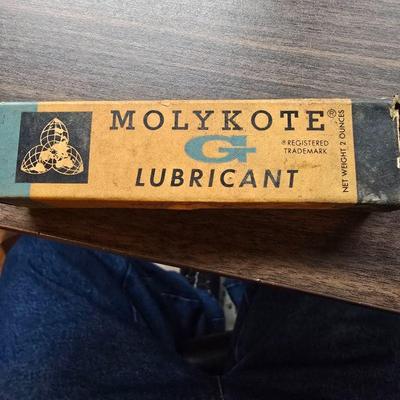 MOLYKOTE®
G
® REGISTERED
TRADEMARK
LUBRICANT
NET WEIGHT 2 OUNCES